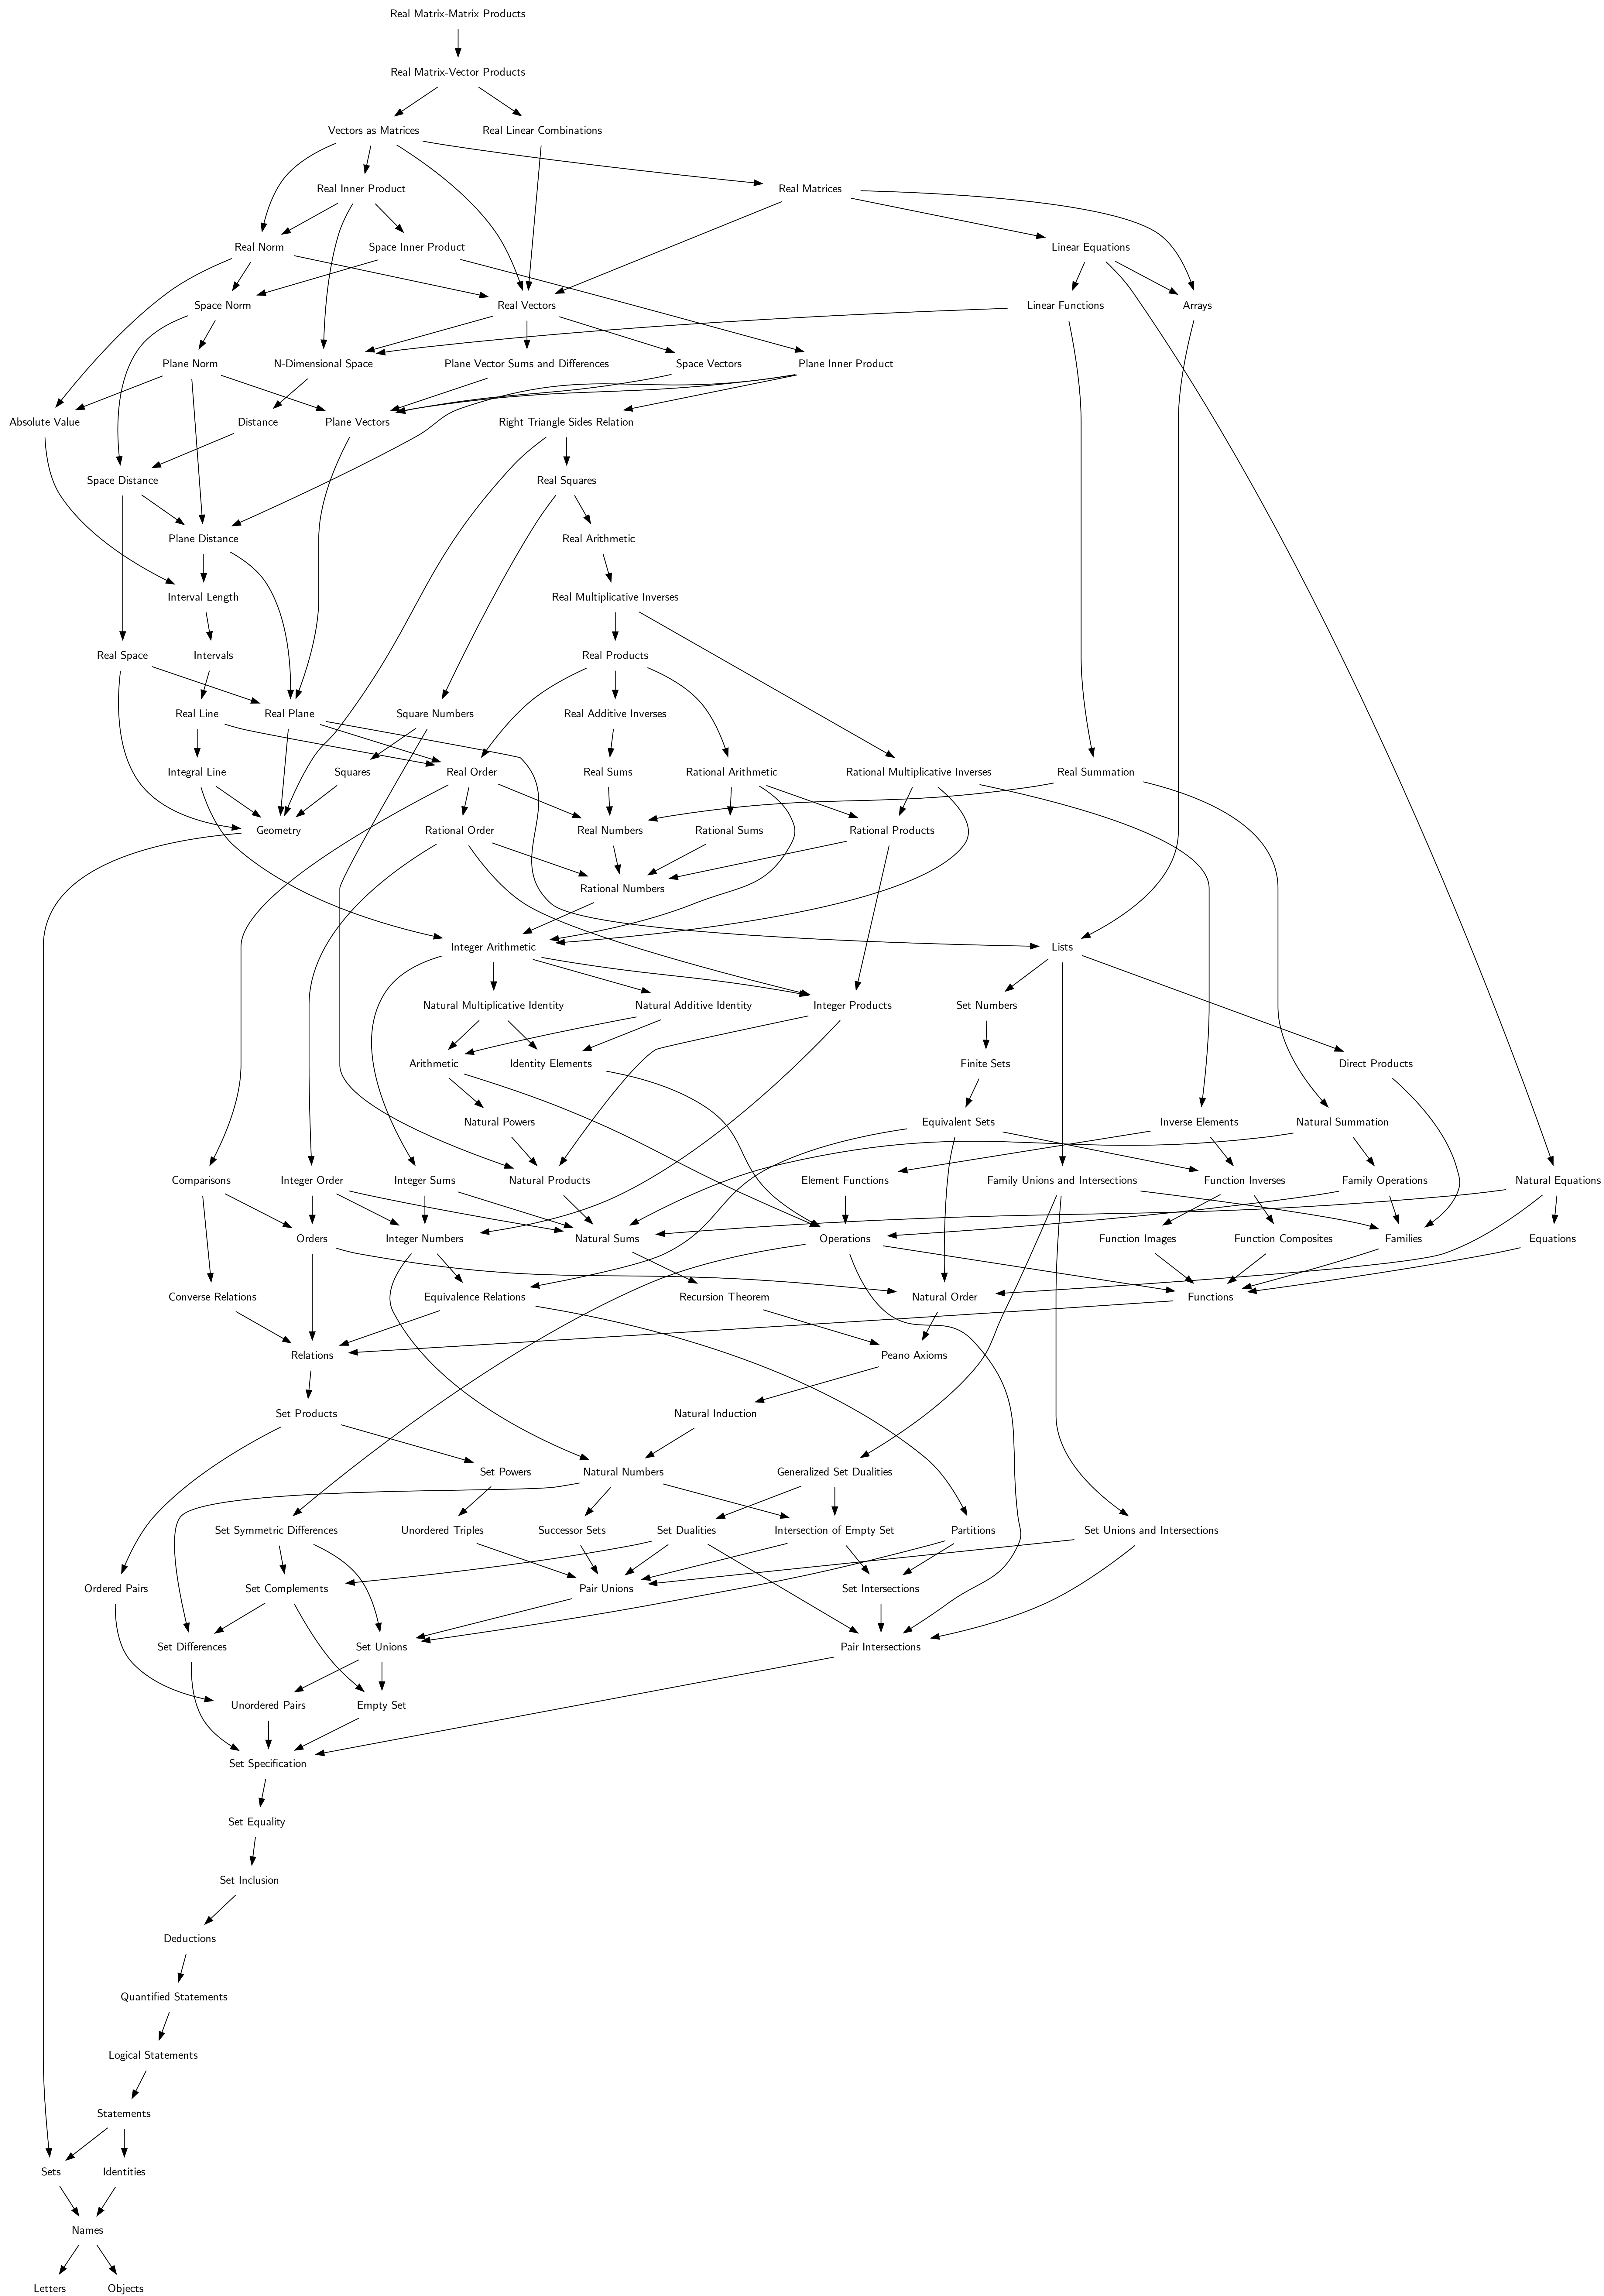 Real Matrix-Matrix Products
Real Matrix-Vector Products
Vectors as Matrices
Real Linear Combinations
Real Inner Product
Real Matrices
Real Norm
Space Inner Product
Linear Equations
Space Norm
Real Vectors
Linear Functions
Arrays
Plane Norm
N-Dimensional Space
Plane Vector Sums and Differences
Space Vectors
Plane Inner Product
Absolute Value
Distance
Plane Vectors
Right Triangle Sides Relation
Space Distance
Real Squares
Plane Distance
Real Arithmetic
Interval Length
Real Multiplicative Inverses
Real Space
Intervals
Real Products
Real Line
Real Plane
Square Numbers
Real Additive Inverses
Integral Line
Squares
Real Order
Real Sums
Rational Arithmetic
Rational Multiplicative Inverses
Real Summation
Geometry
Rational Order
Real Numbers
Rational Sums
Rational Products
Rational Numbers
Integer Arithmetic
Lists
Natural Multiplicative Identity
Natural Additive Identity
Integer Products
Set Numbers
Arithmetic
Identity Elements
Finite Sets
Direct Products
Natural Powers
Equivalent Sets
Inverse Elements
Natural Summation
Comparisons
Integer Order
Integer Sums
Natural Products
Element Functions
Family Unions and Intersections
Function Inverses
Family Operations
Natural Equations
Orders
Integer Numbers
Natural Sums
Operations
Function Images
Function Composites
Families
Equations
Converse Relations
Equivalence Relations
Recursion Theorem
Natural Order
Functions
Relations
Peano Axioms
Set Products
Natural Induction
Set Powers
Natural Numbers
Generalized Set Dualities
Set Symmetric Differences
Unordered Triples
Successor Sets
Set Dualities
Intersection of Empty Set
Partitions
Set Unions and Intersections
Ordered Pairs
Set Complements
Pair Unions
Set Intersections
Set Differences
Set Unions
Pair Intersections
Unordered Pairs
Empty Set
Set Specification
Set Equality
Set Inclusion
Deductions
Quantified Statements
Logical Statements
Statements
Sets
Identities
Names
Letters
Objects